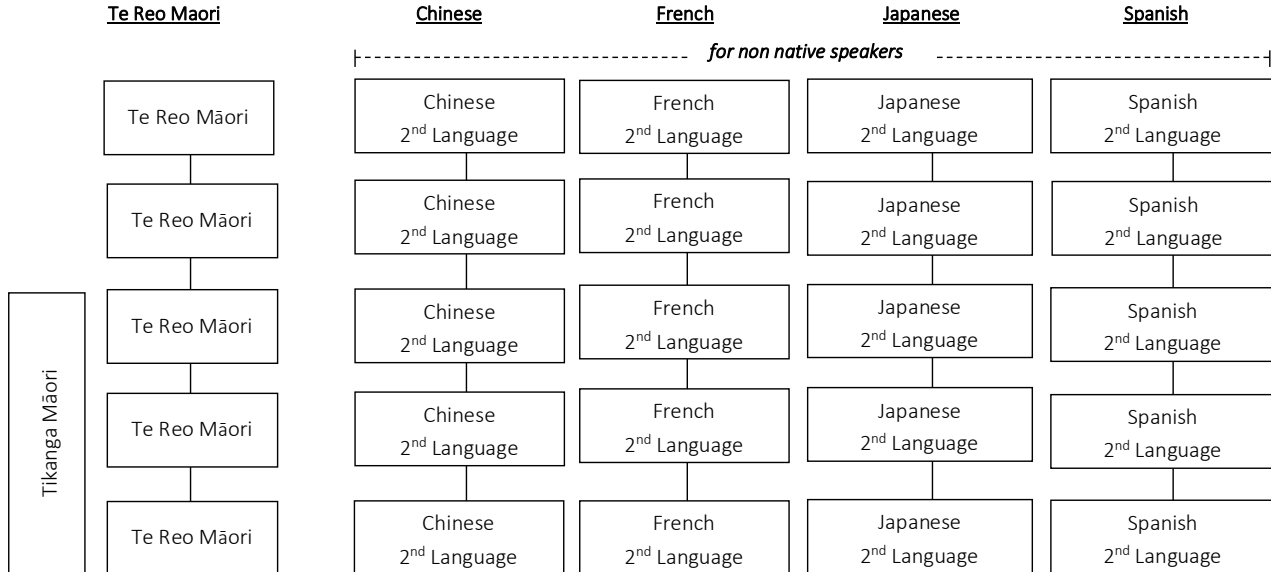 Te Reo Maori Chinese French Japanese Spanish
for non native speakers
Te Reo Māori
Chinese
2nd Language
French
2nd Language
Japanese
2nd Language
Spanish
2nd Language
Te Reo Māori
Chinese
2nd Language
French
2nd Language
Japanese
2nd Language
Spanish
2nd Language
Tikanga Māori
Te Reo Māori
Chinese
2nd Language
French
2nd Language
Japanese
2nd Language
Spanish
2nd Language
Te Reo Māori
Chinese
2nd Language
French
2nd Language
Japanese
2nd Language
Spanish
2nd Language
Te Reo Māori
Chinese
2nd Language
French
2nd Language
Japanese
2nd Language
Spanish
2nd Language